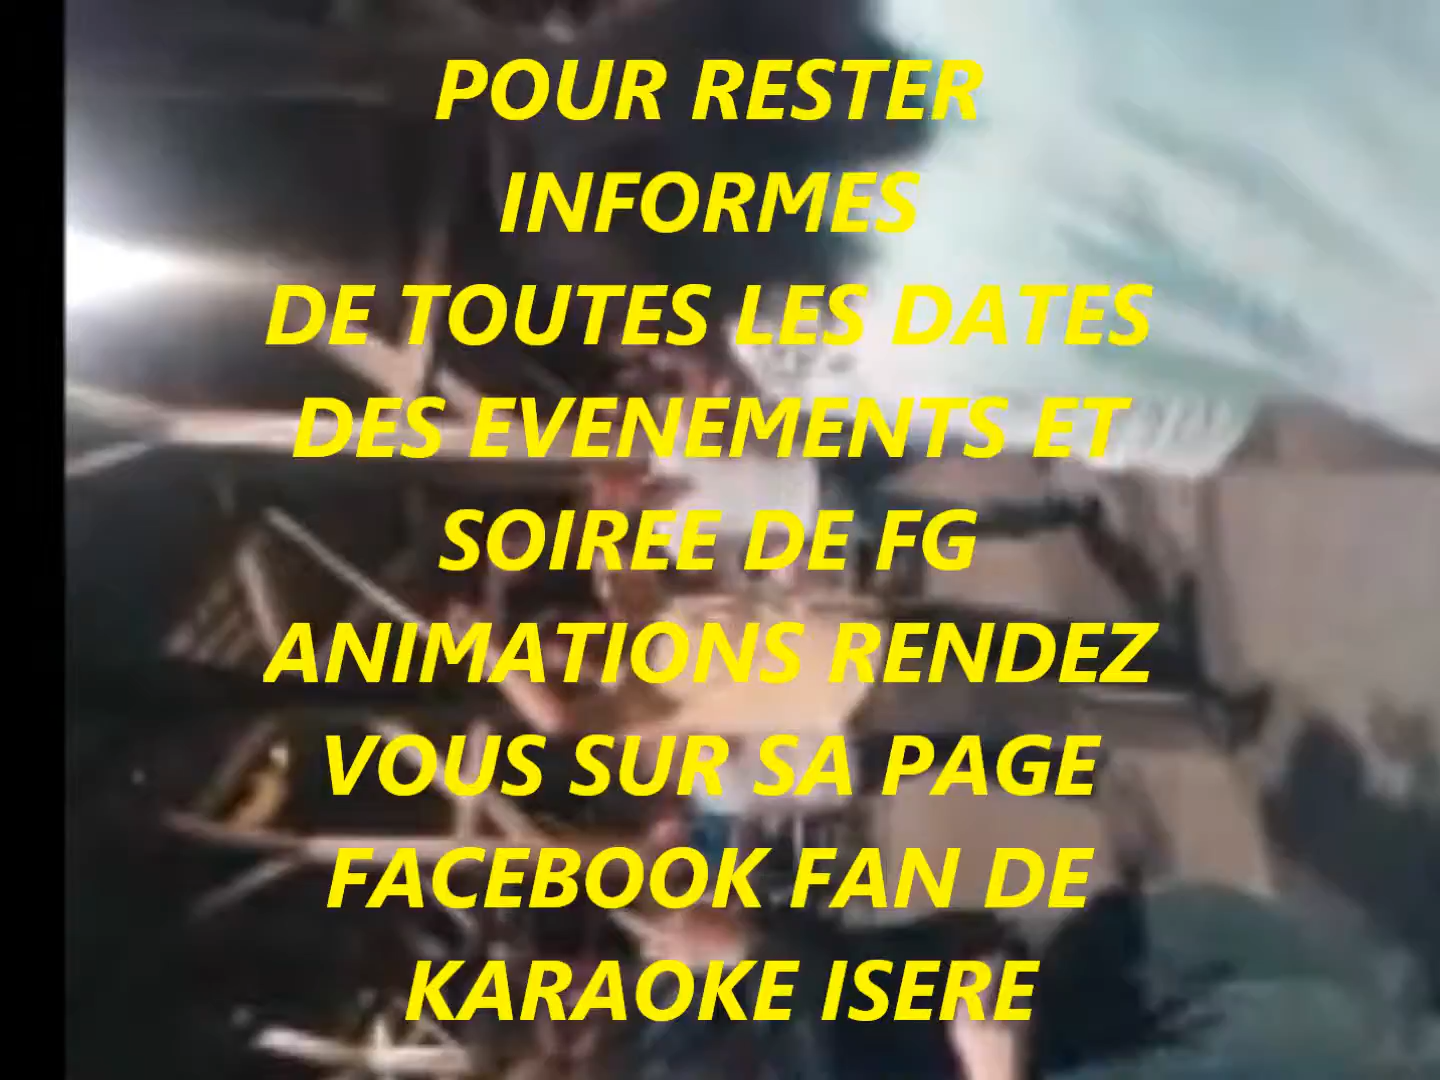 POUR RESTER
INFORMES
DE TOUTES LES DATES
DES EVENEMENTS ET
SOIREE DE FG
ANIMATIONS RENDEZ
VOUS SUR SA PAGE
FACEBOOK FAN DE
KARAOKE ISERE